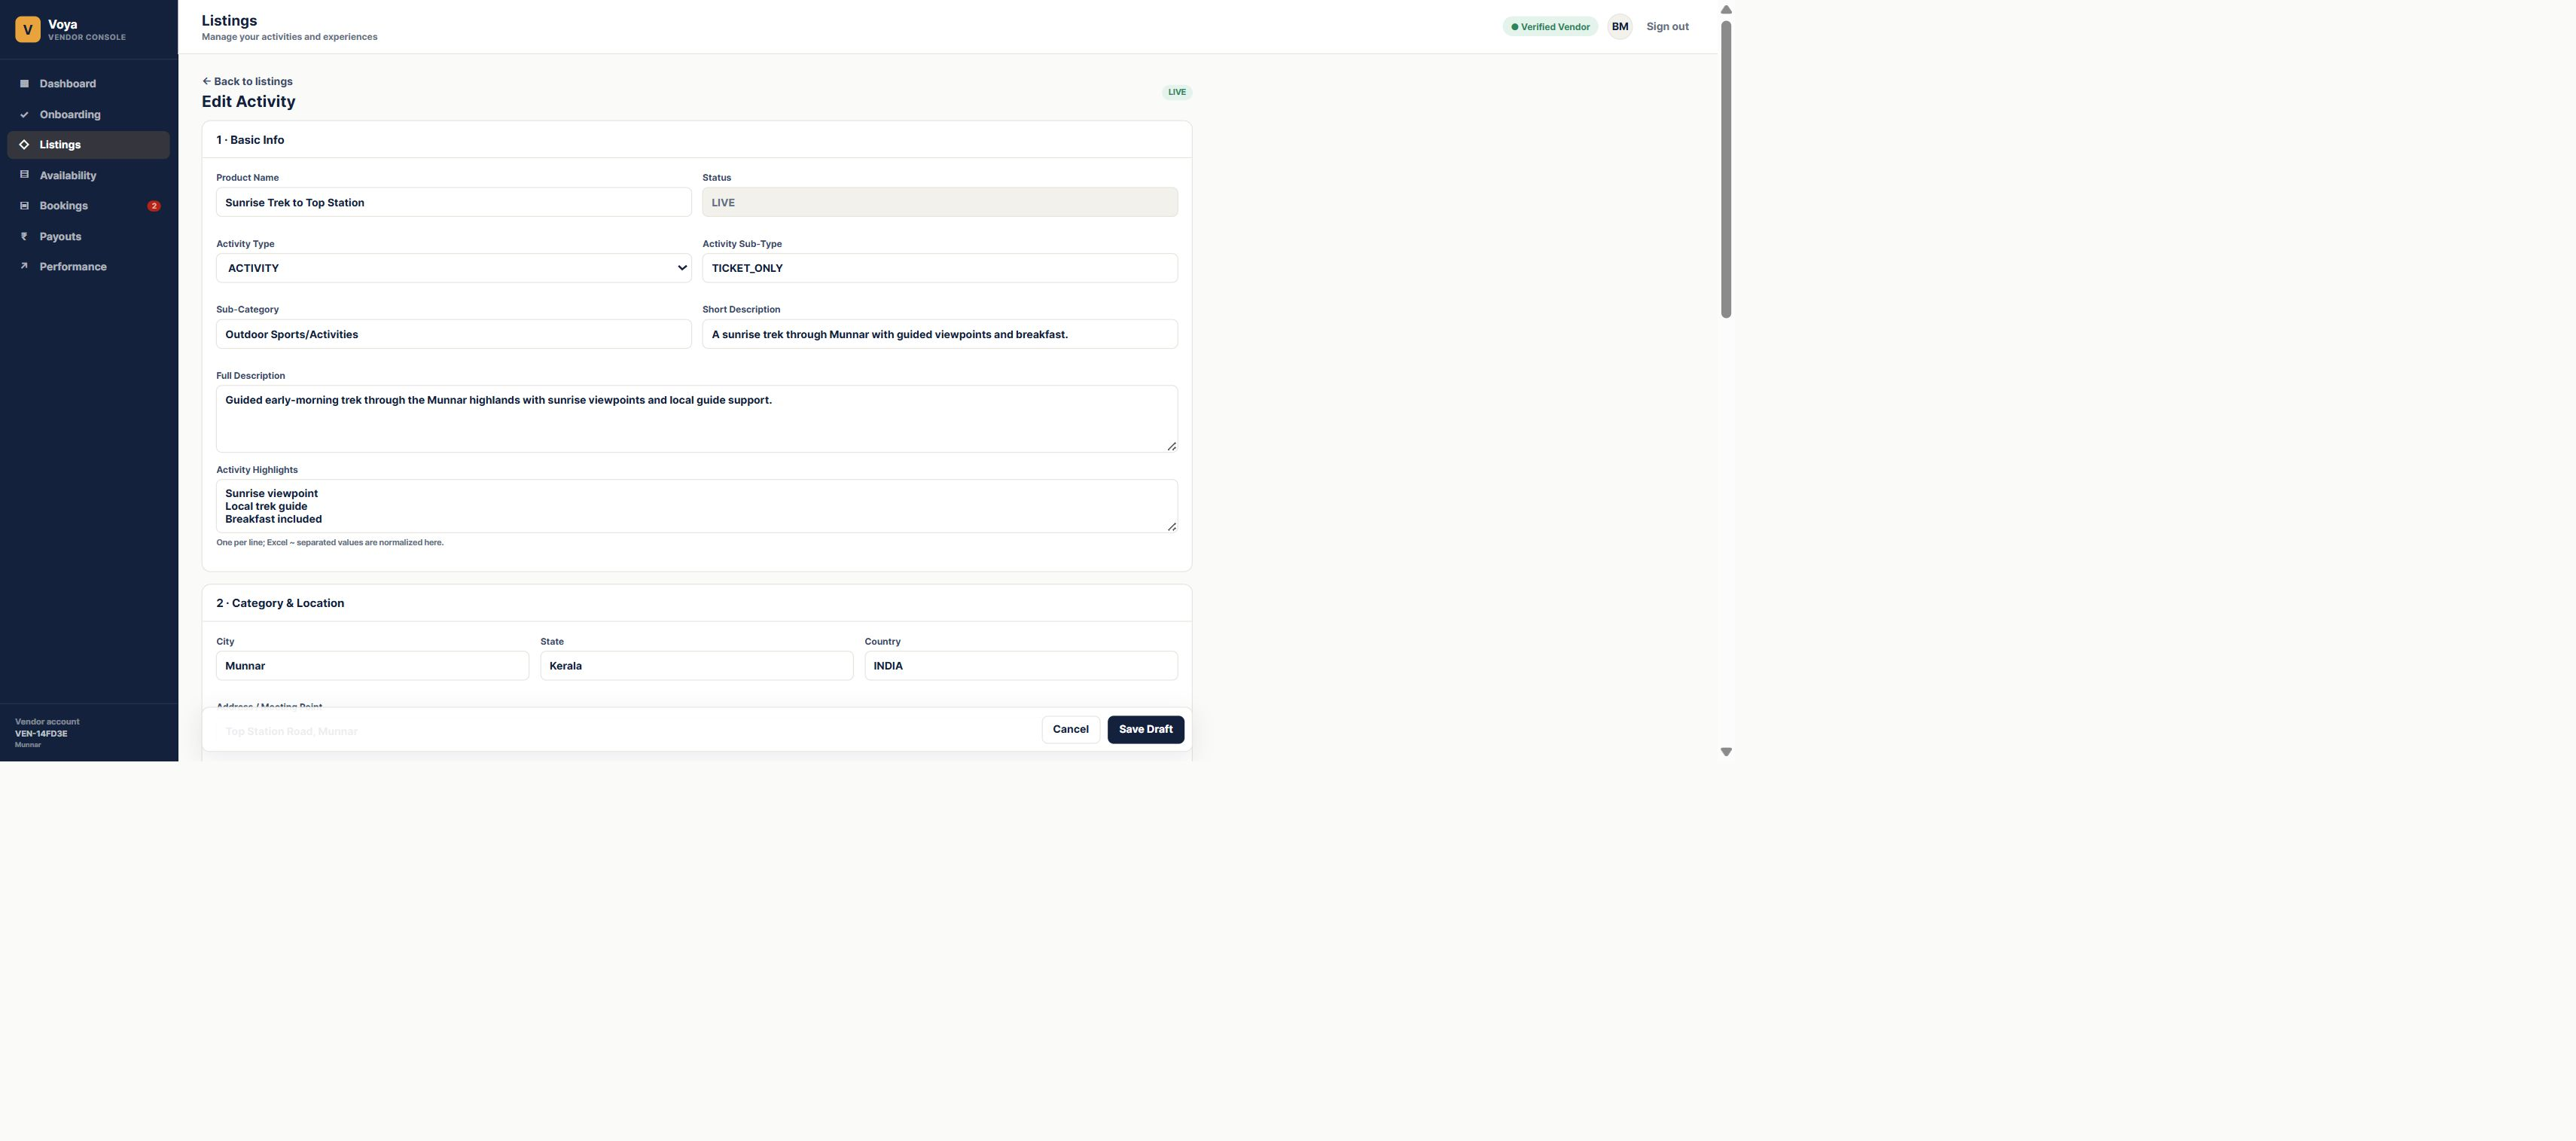 V
Voya
VENDOR CONSOLE
Dashboard
Onboarding
Listings
Availability
Bookings 2
₹ Payouts
Performance
Vendor account
VEN-14FD3E
Munnar
Listings
Manage your activities and experiences
Verified Vendor
BM
Sign out
← Back to listings
Edit Activity
LIVE
1 · Basic Info
Product Name
Sunrise Trek to Top Station
Status
LIVE
Activity Type
ACTIVITY
Activity Sub-Type
TICKET_ONLY
Sub-Category
Outdoor Sports/Activities
Short Description
A sunrise trek through Munnar with guided viewpoints and breakfast.
Full Description
Guided early-morning trek through the Munnar highlands with sunrise viewpoints and local guide support.
Activity Highlights
Sunrise viewpoint
Local trek guide
Breakfast included
One per line; Excel ~ separated values are normalized here.
2 · Category & Location
City
Munnar
State
Kerala
Country
INDIA
Address / Meeting Point
Top Station Road, Munnar
Cancel
Save Draft